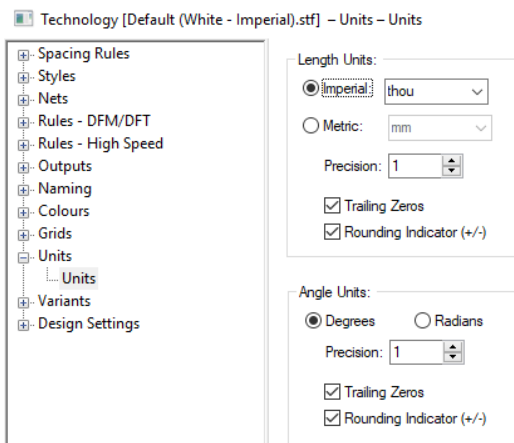 Technology [Default (White - Imperial).stf] – Units – Units
Spacing Rules
Styles
Nets
Rules - DFM/DFT
Rules - High Speed
Outputs
Naming
Colours
Grids
Units
Units
Variants
Design Settings
Length Units:
Imperial: thou
Metric: mm
Precision: 1
Trailing Zeros
Rounding Indicator (+/-)
Angle Units:
Degrees Radians
Precision: 1
Trailing Zeros
Rounding Indicator (+/-)